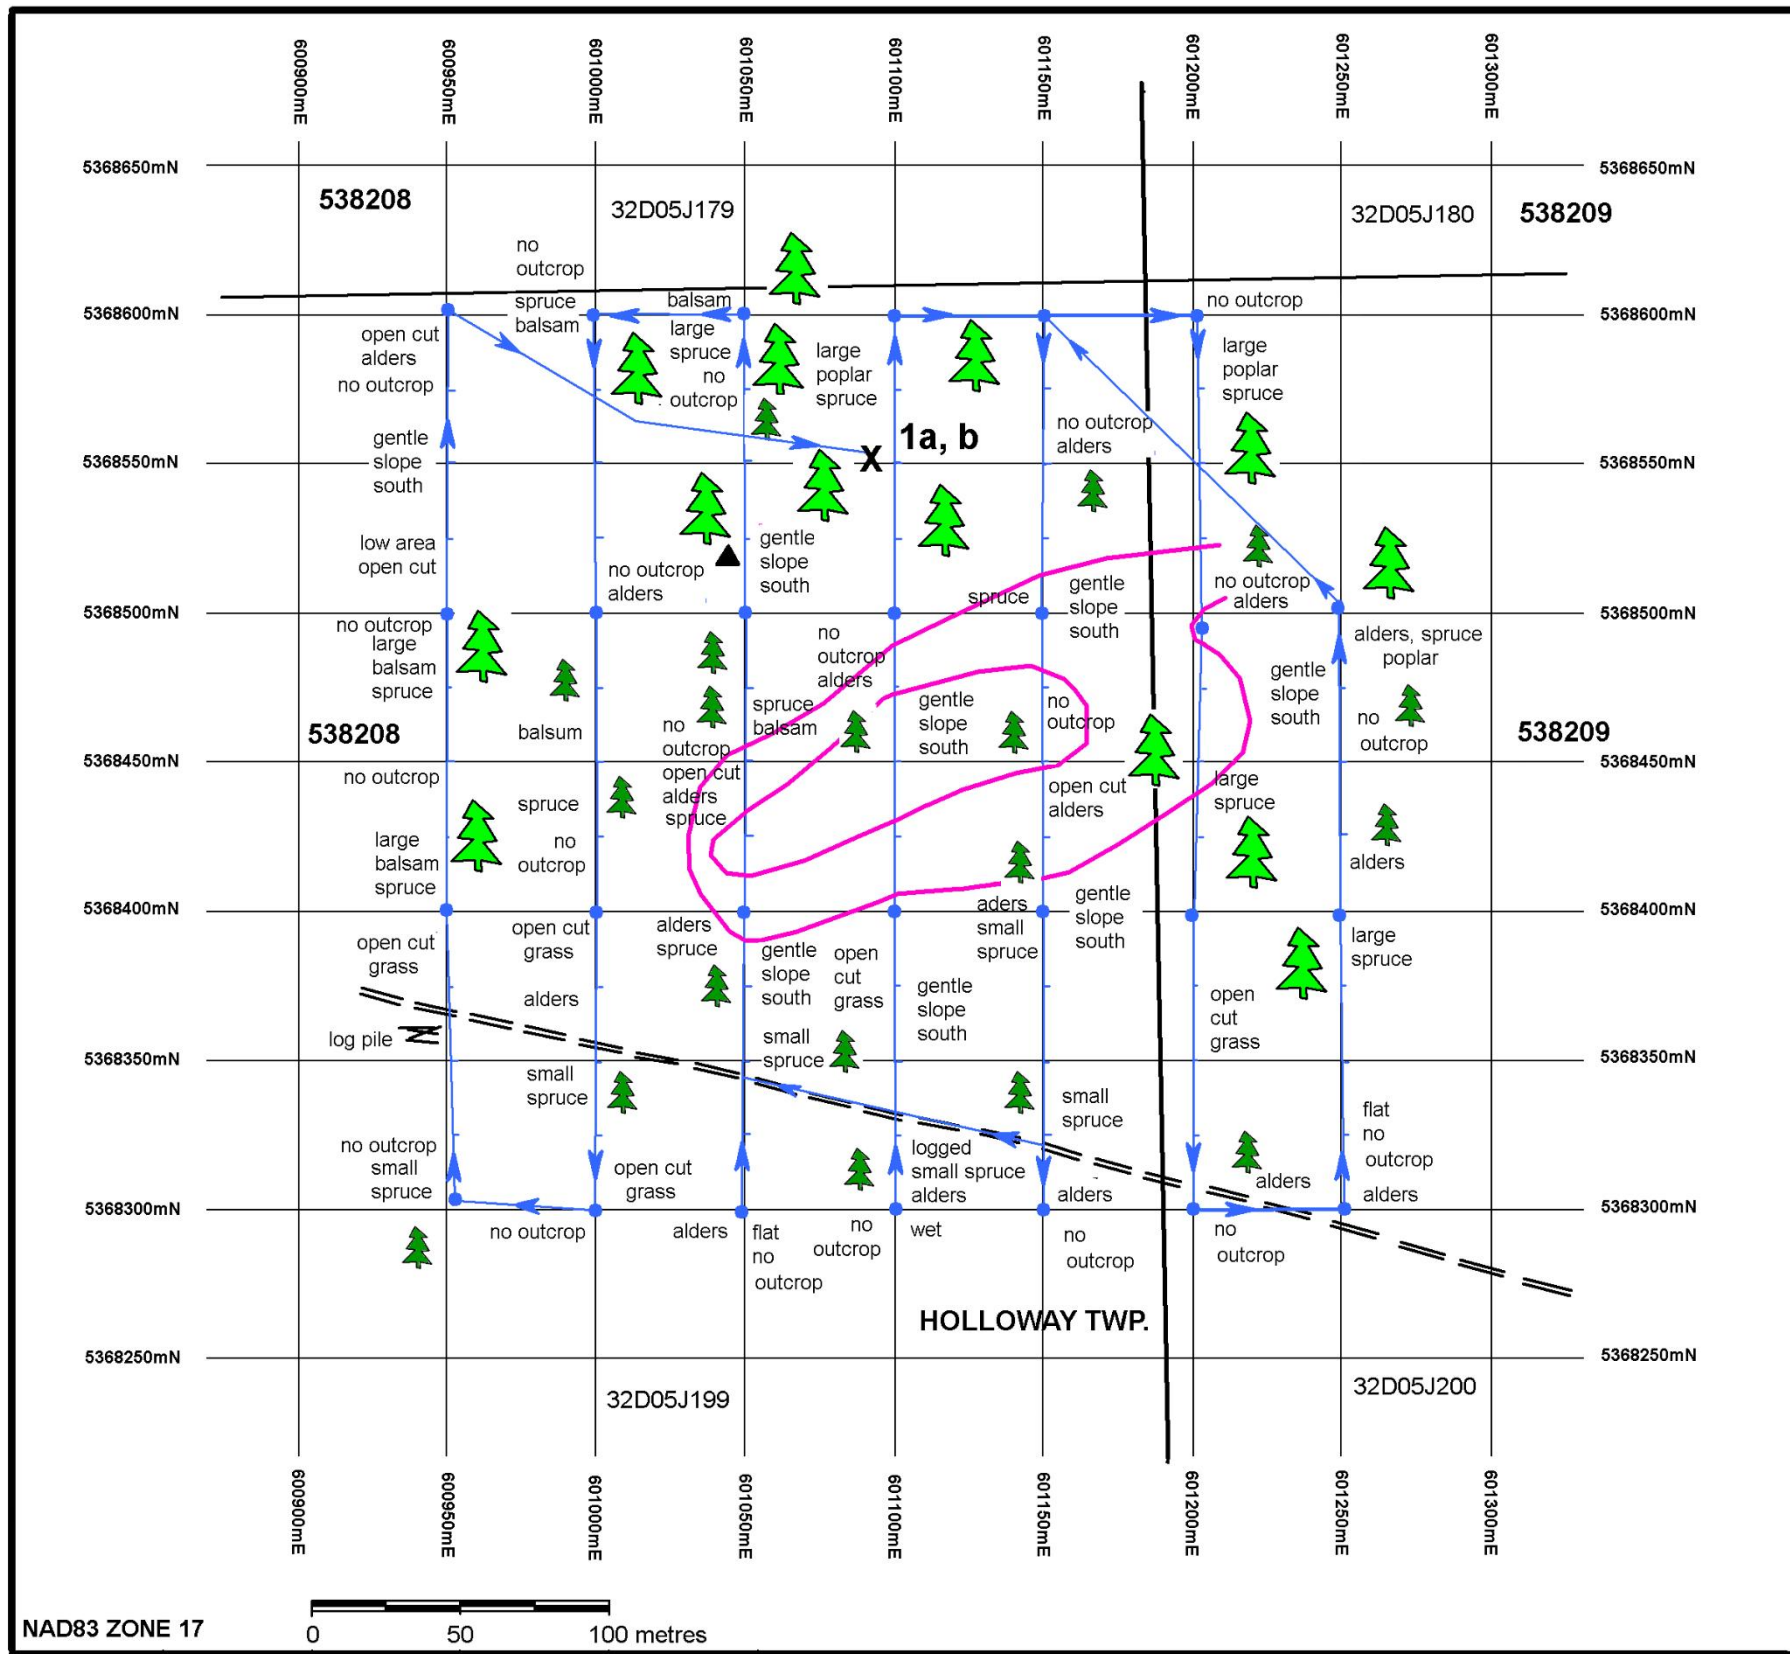 600900mE
600950mE
601000mE
601050mE
601100mE
601150mE
601200mE
601250mE
601300mE
5368650mN
5368650mN
538208
32D05J179
32D05J180
538209
no
outcrop
spruce
balsam
balsam
no outcrop
5368600mN
5368600mN
open cut
alders
no outcrop
large
spruce
no
outcrop
large
poplar
spruce
large
poplar
spruce
1a, b
no outcrop
alders
gentle
slope
south
5368550mN
5368550mN
low area
open cut
no outcrop
alders
gentle
slope
south
spruce
gentle
slope
south
no outcrop
alders
5368500mN
5368500mN
no outcrop
large
balsam
spruce
no
outcrop
alders
alders, spruce
poplar
balsum
no
outcrop
open cut
alders
spruce
spruce
balsam
gentle
slope
south
no
outcrop
gentle
slope
south
no
outcrop
538208
538209
5368450mN
5368450mN
no outcrop
spruce
no
outcrop
open cut
alders
large
spruce
large
balsam
spruce
alders
5368400mN
5368400mN
open cut
grass
open cut
grass
alders
spruce
gentle
slope
south
open
cut
grass
aders
small
spruce
gentle
slope
south
large
spruce
alders
gentle
slope
south
open
cut
grass
log pile
small
spruce
5368350mN
5368350mN
small
spruce
small
spruce
flat
no
outcrop
alders
no outcrop
small
spruce
open cut
grass
logged
small spruce
alders
alders
alders
5368300mN
5368300mN
no outcrop
alders
flat
no
outcrop
no
outcrop
wet
no
outcrop
no
outcrop
HOLLOWAY TWP.
5368250mN
5368250mN
32D05J199
32D05J200
600900mE
600950mE
601000mE
601050mE
601100mE
601150mE
601200mE
601250mE
601300mE
NAD83 ZONE 17
0 50 100 metres